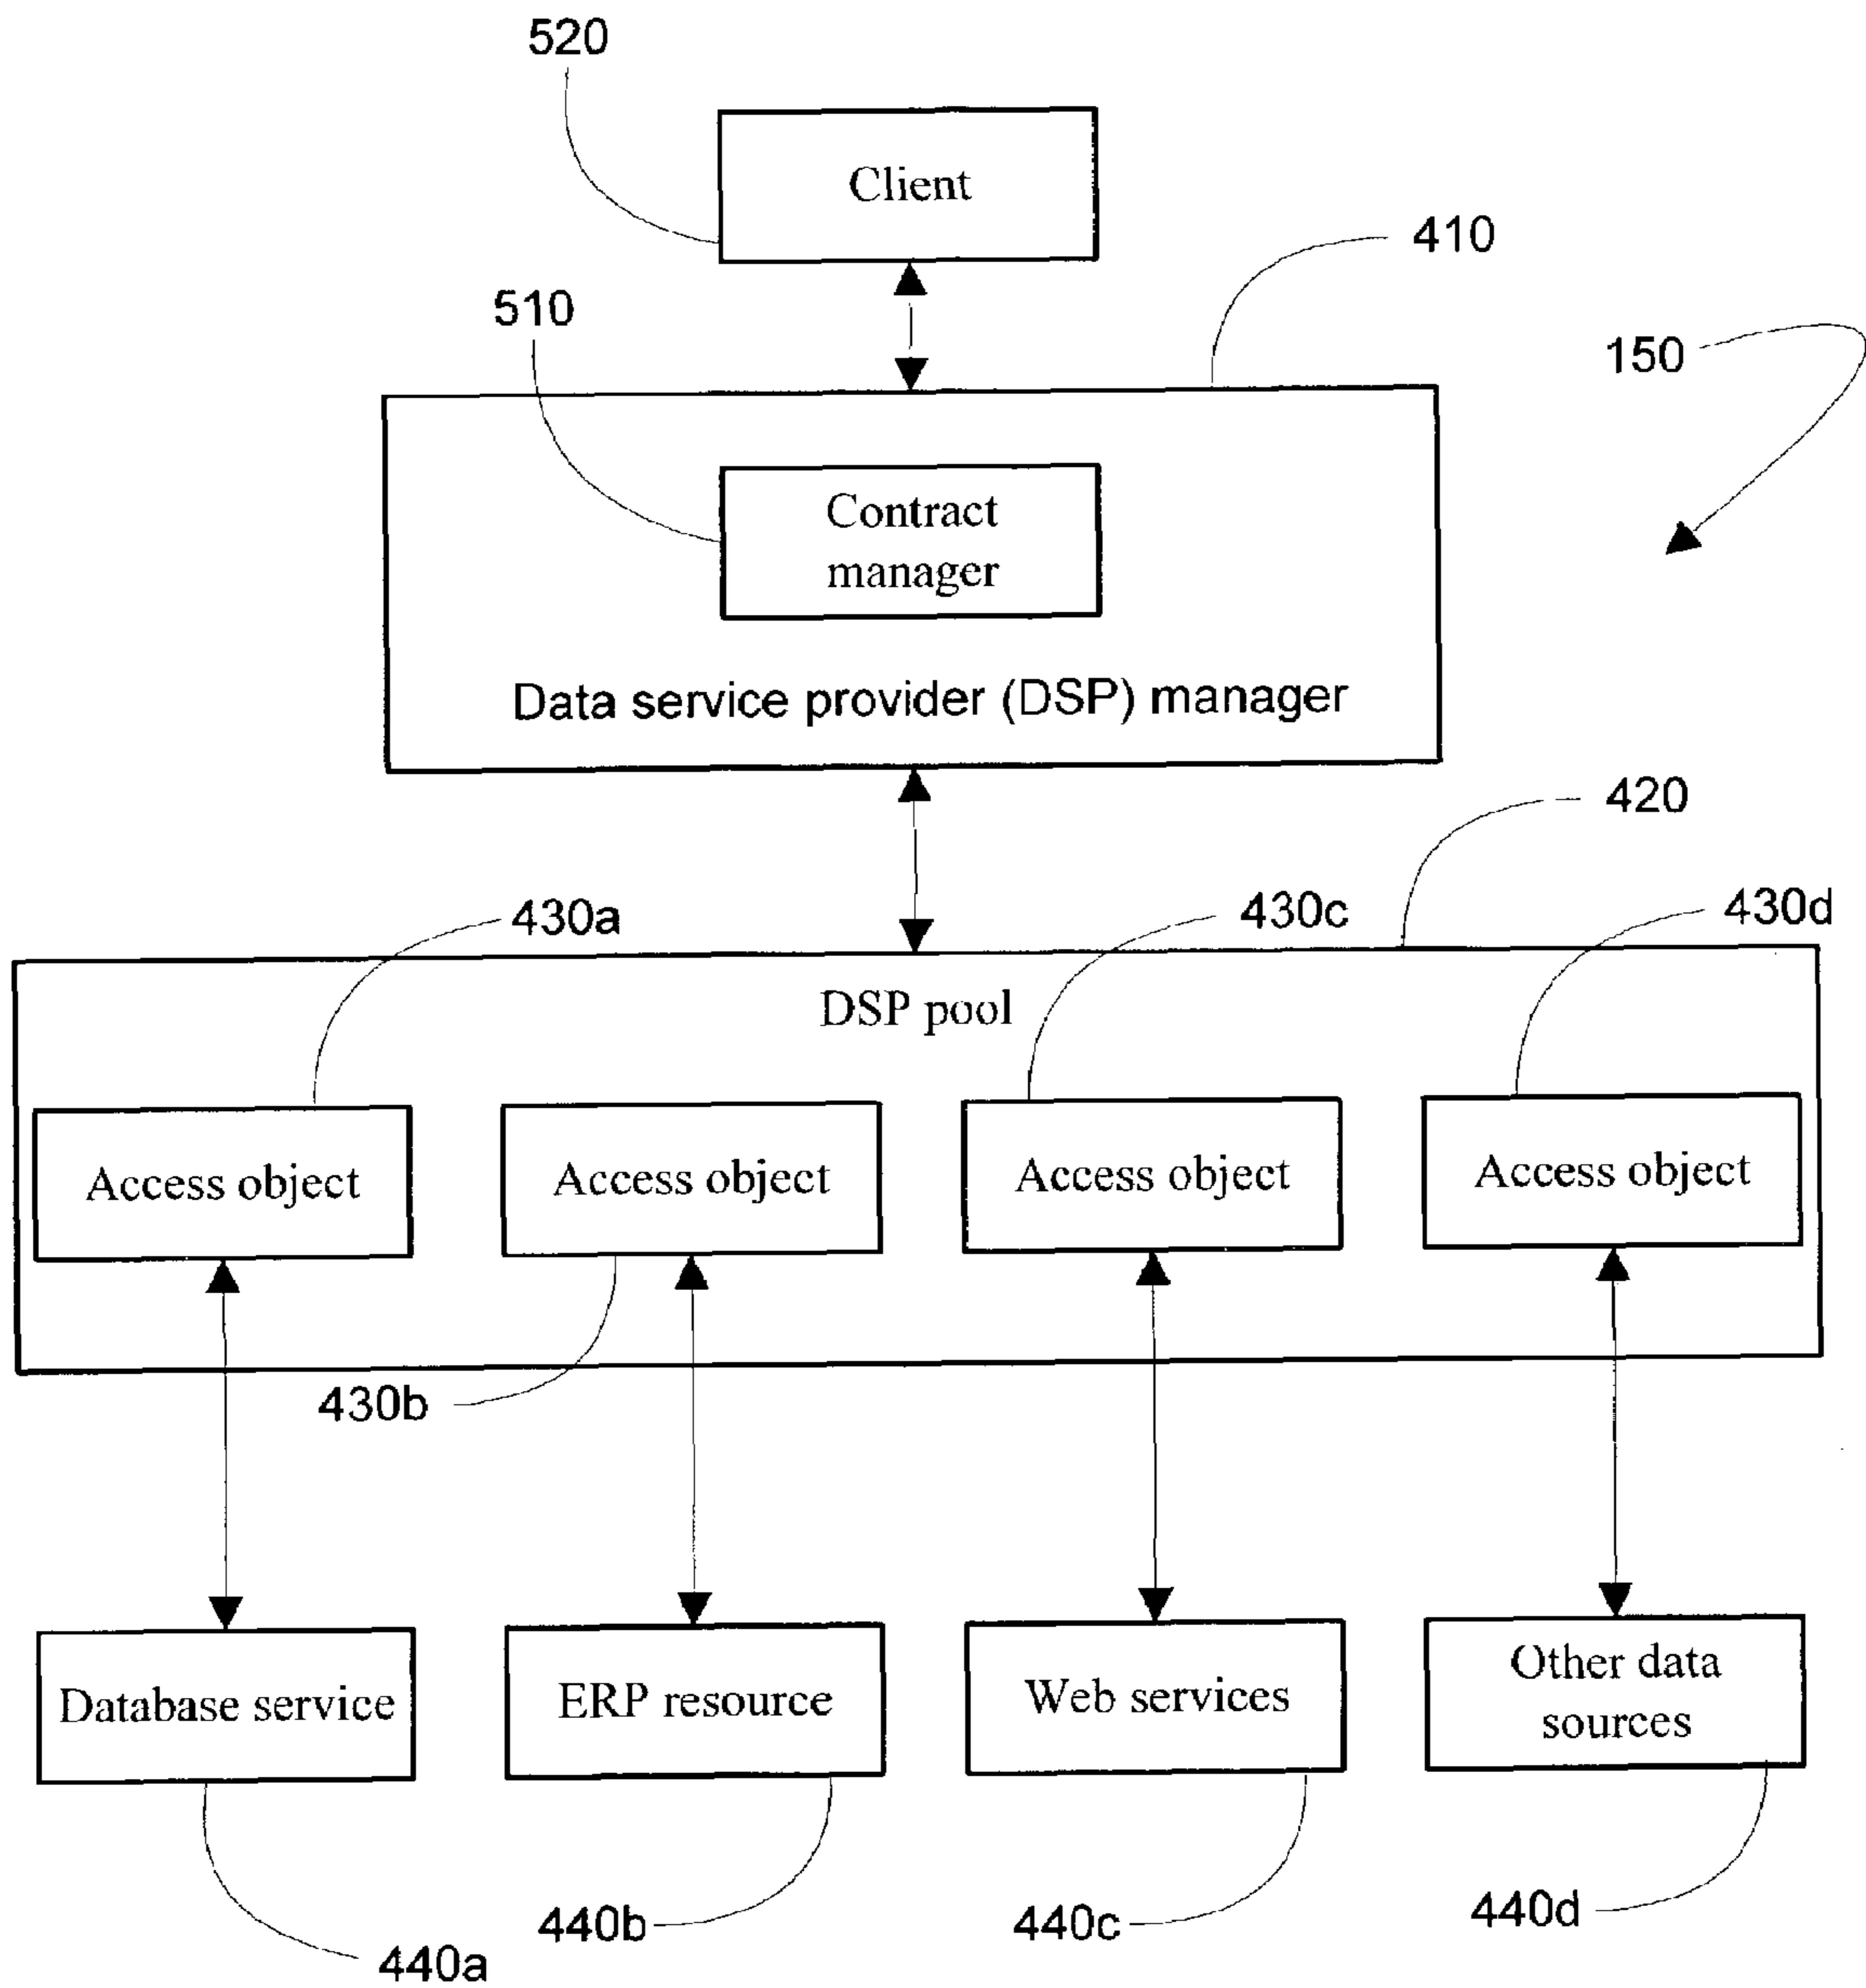 520
Client
410
510
150
Contract
manager
Data service provider (DSP) manager
420
430a
430c
430d
DSP pool
Access object
Access object
Access object
Access object
430b
Database service
ERP resource
Web services
Other data
sources
440a
440b
440c
440d